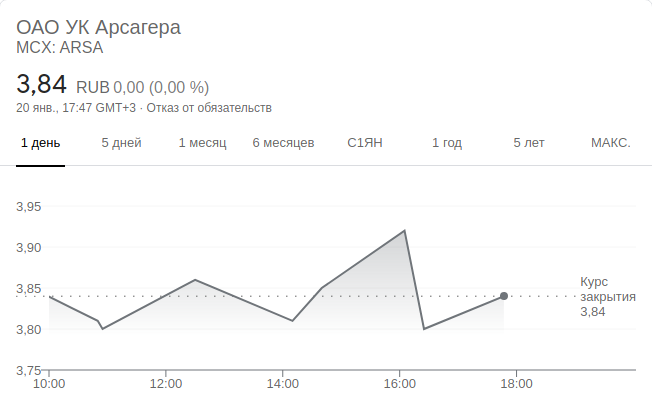 ОАО УК Арсагера
MCX: ARSA
3,84 RUB 0,00 (0,00 %)
20 янв., 17:47 GMT+3 · Отказ от обязательств
1 день 5 дней 1 месяц 6 месяцев С1ЯН 1 год 5 лет МАКС.
3,95
3,90
3,85
3,80
3,75
Курс
закрытия
3,84
10:00 12:00 14:00 16:00 18:00